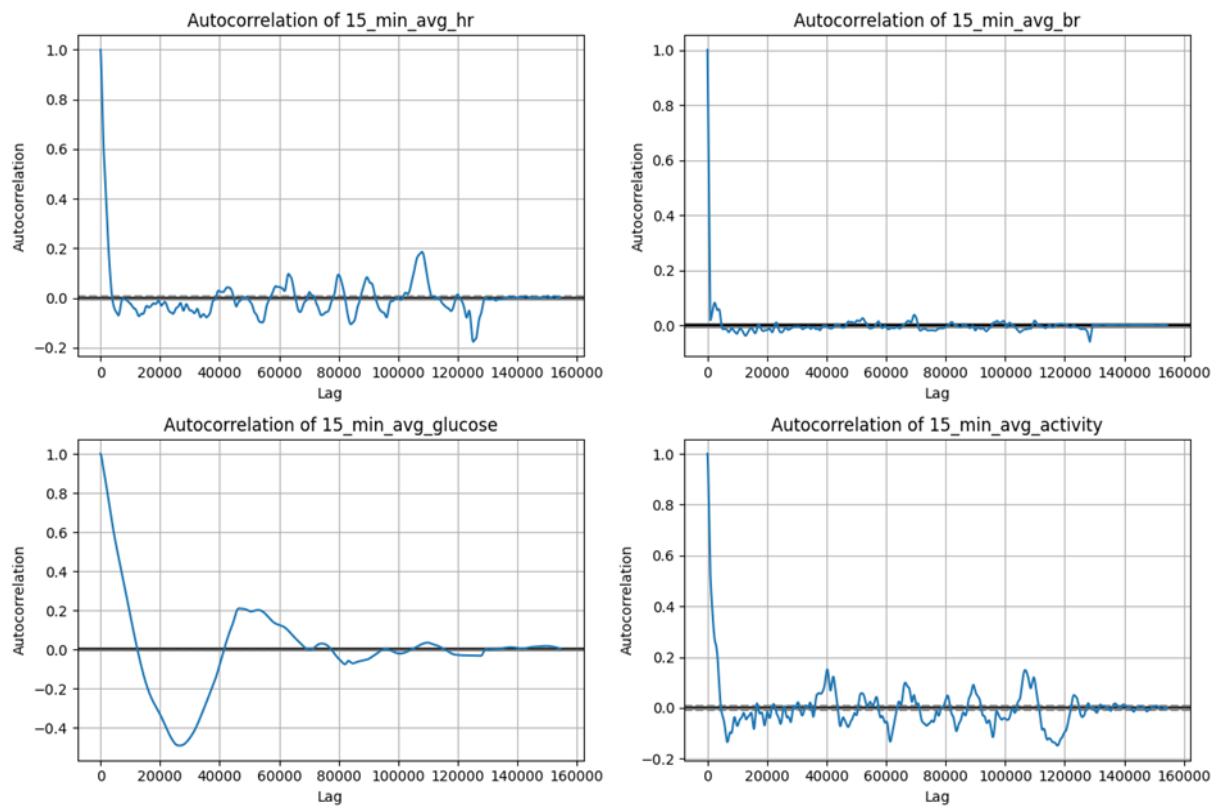 Autocorrelation of 15_min_avg_hr
1.0
0.8
0.6
0.4
0.2
0.0
−0.2
Autocorrelation
0 20000 40000 60000 80000 100000 120000 140000 160000
Lag
Autocorrelation of 15_min_avg_br
1.0
0.8
0.6
0.4
0.2
0.0
Autocorrelation
0 20000 40000 60000 80000 100000 120000 140000 160000
Lag
Autocorrelation of 15_min_avg_glucose
1.0
0.8
0.6
0.4
0.2
0.0
−0.2
−0.4
Autocorrelation
0 20000 40000 60000 80000 100000 120000 140000 160000
Lag
Autocorrelation of 15_min_avg_activity
1.0
0.8
0.6
0.4
0.2
0.0
−0.2
Autocorrelation
0 20000 40000 60000 80000 100000 120000 140000 160000
Lag